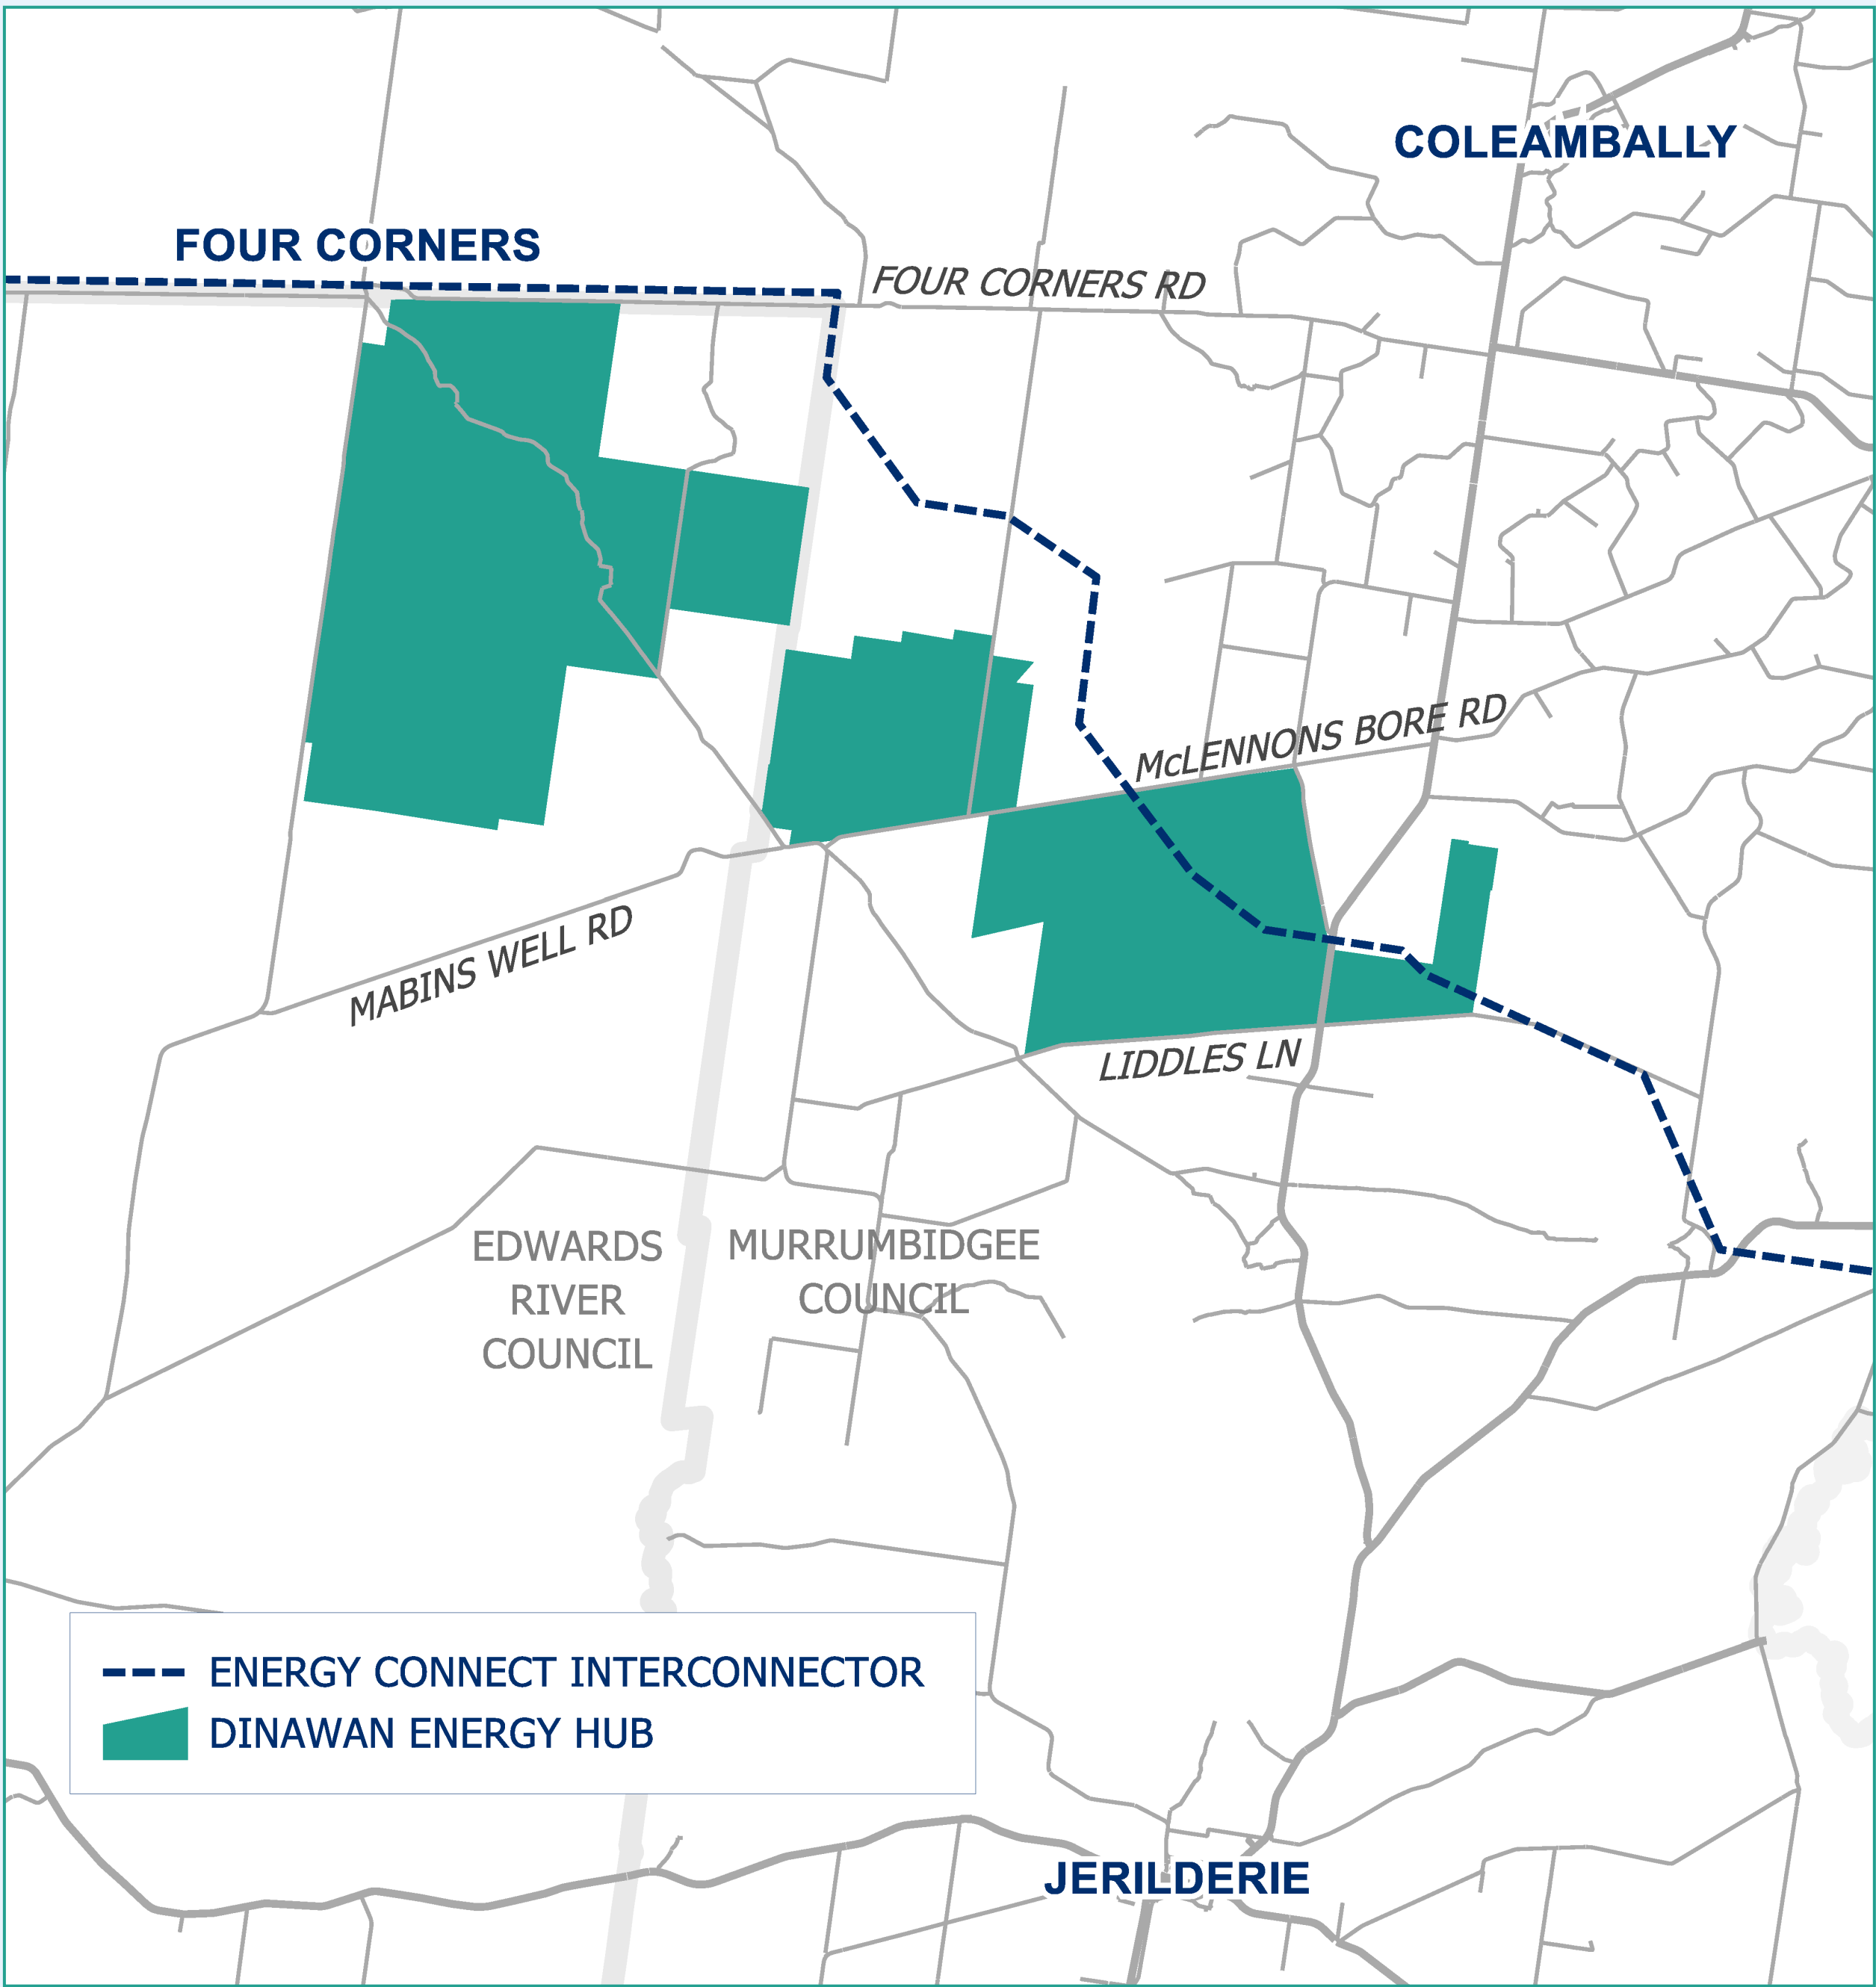 COLEAMBALLY
FOUR CORNERS
FOUR CORNERS RD
McLENNONS BORE RD
MABINS WELL RD
LIDDLES LN
EDWARDS
RIVER
COUNCIL
MURRUMBIDGEE
COUNCIL
ENERGY CONNECT INTERCONNECTOR
DINAWAN ENERGY HUB
JERILDERIE